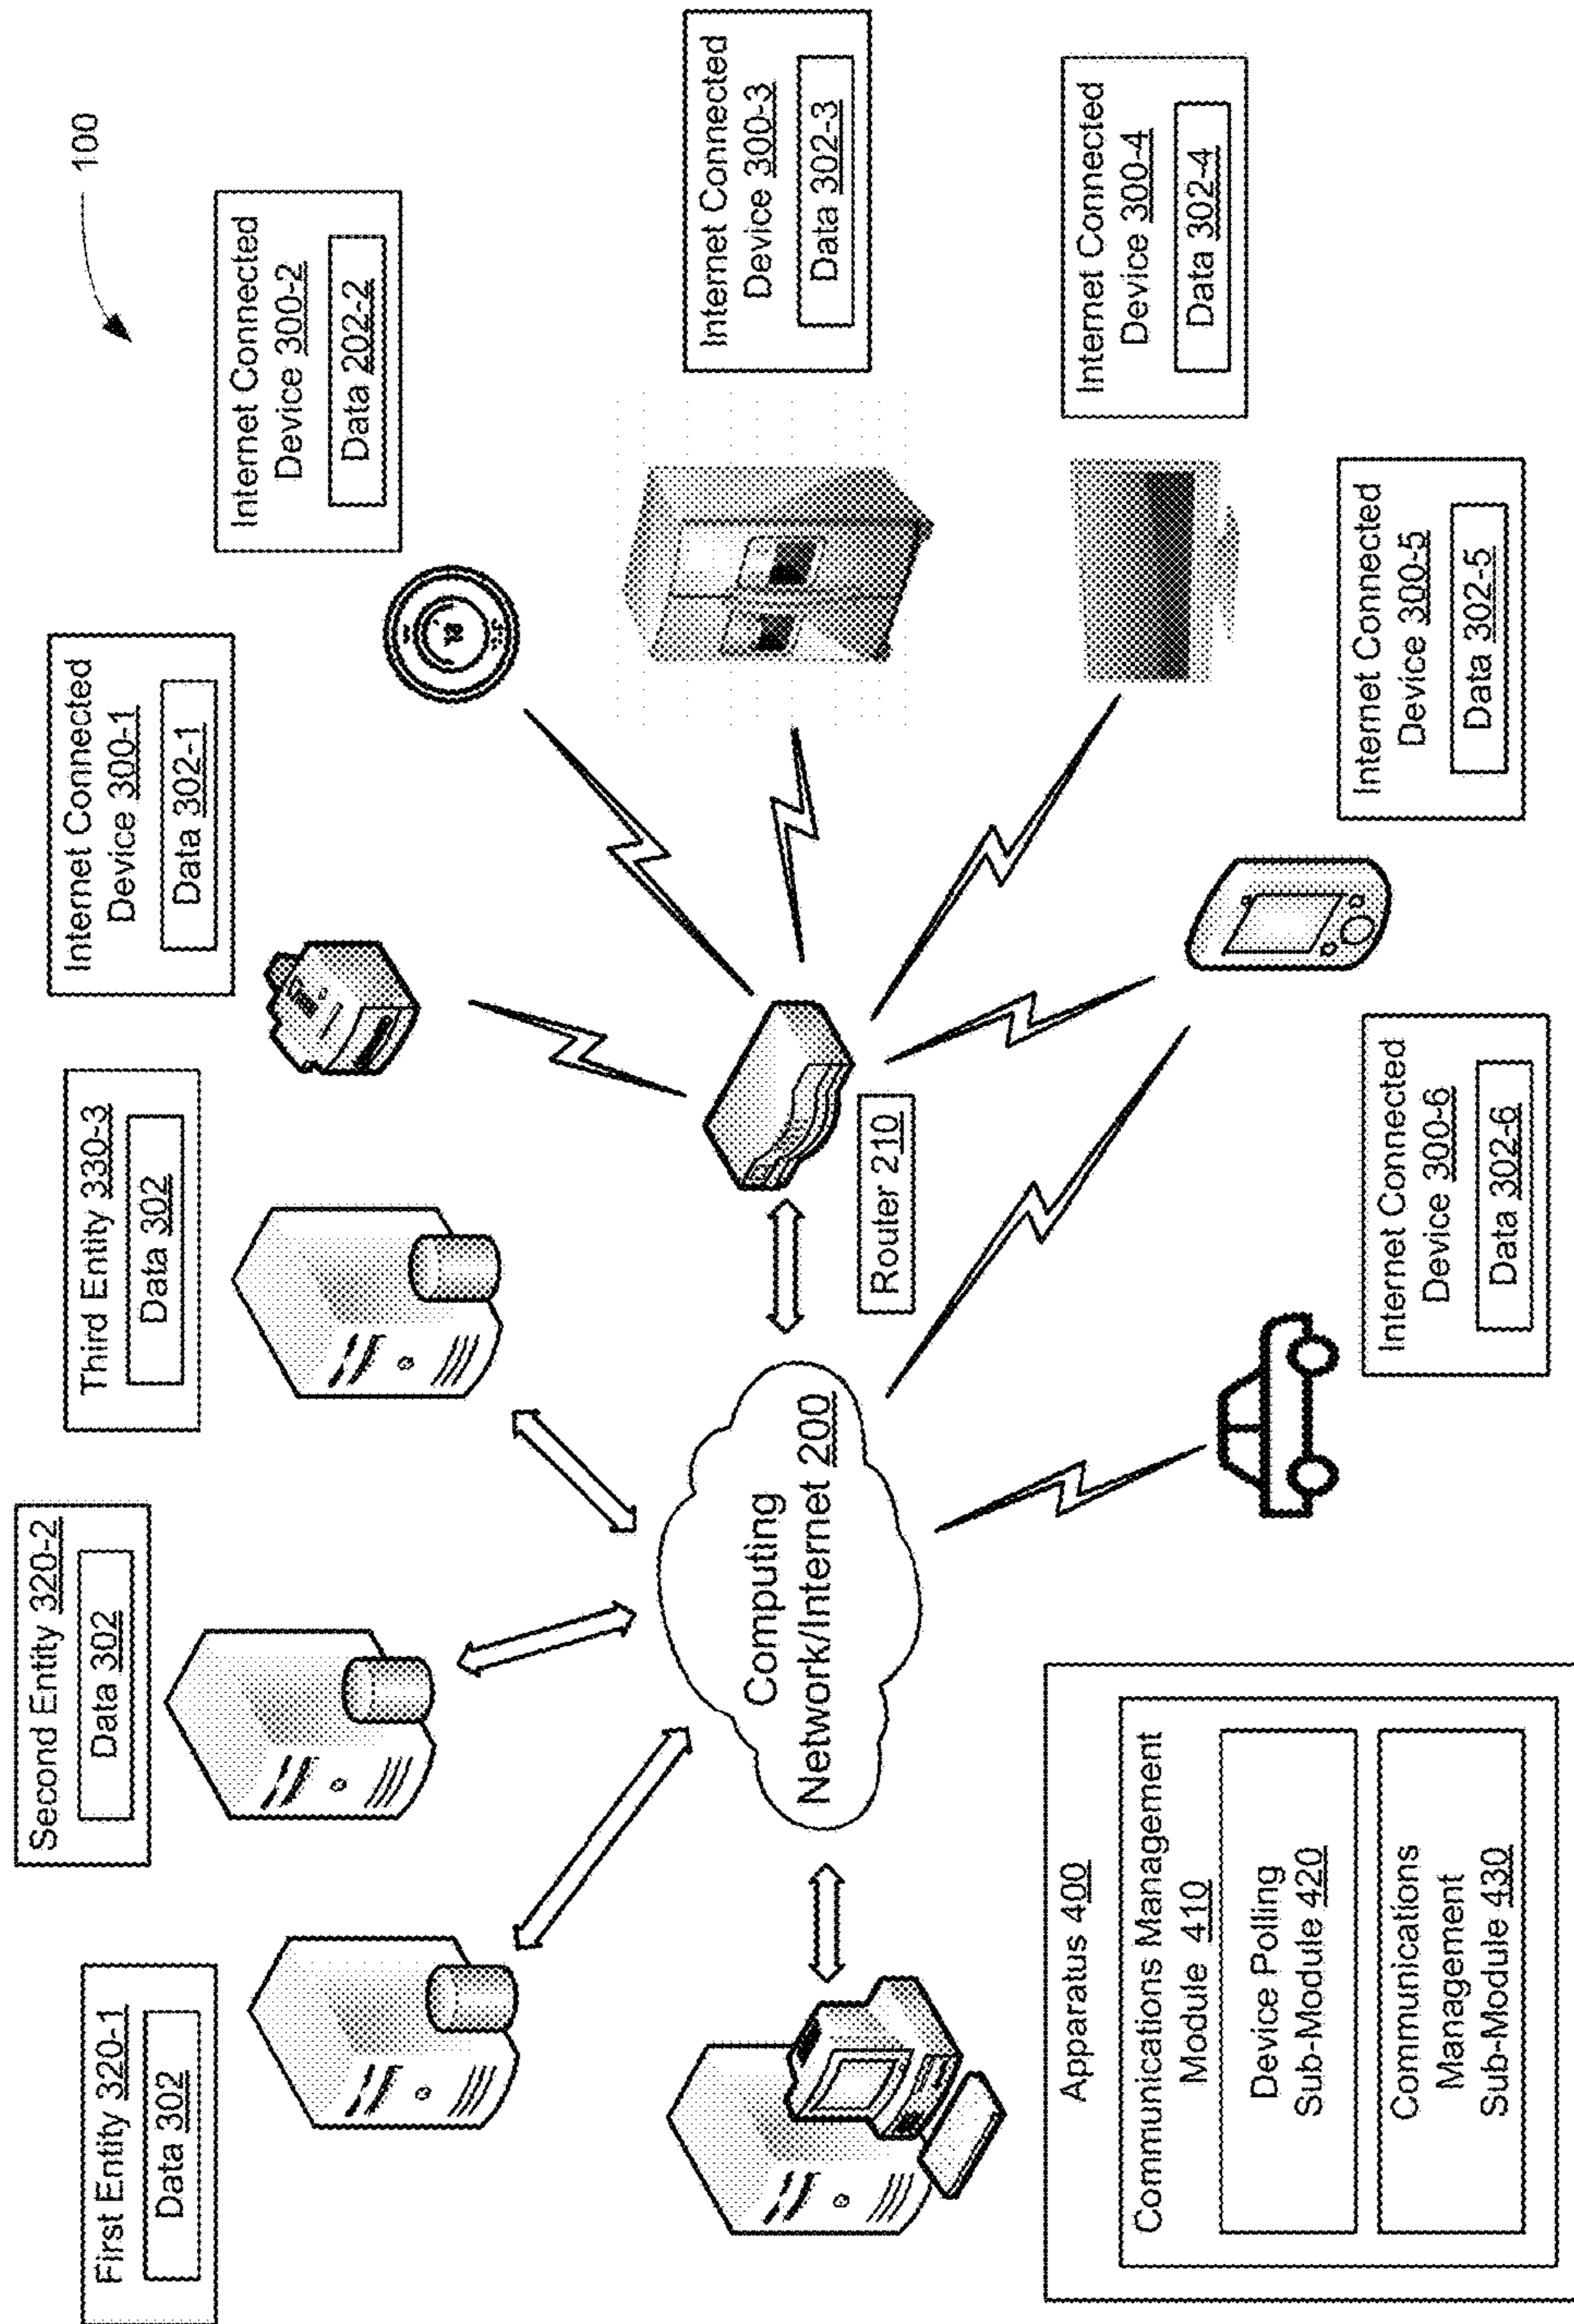 100
First Entity 320-1
Data 302
Second Entity 320-2
Data 302
Third Entity 330-3
Data 302
Internet Connected
Device 300-1
Data 302-1
Internet Connected
Device 300-2
Data 202-2
Internet Connected
Device 300-3
Data 302-3
Internet Connected
Device 300-4
Data 302-4
Internet Connected
Device 300-5
Data 302-5
Internet Connected
Device 300-6
Data 302-6
Computing
Network/Internet 200
Router 210
Apparatus 400
Communications Management
Module 410
Device Polling
Sub-Module 420
Communications
Management
Sub-Module 430